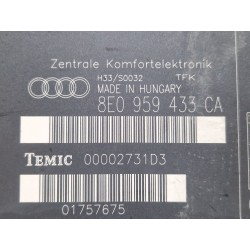 Zentrale Komfortelektronik
H33/S0032 TFK
MADE IN HUNGARY
8E0 959 433 CA
TEMIC 00002731D3
01757675